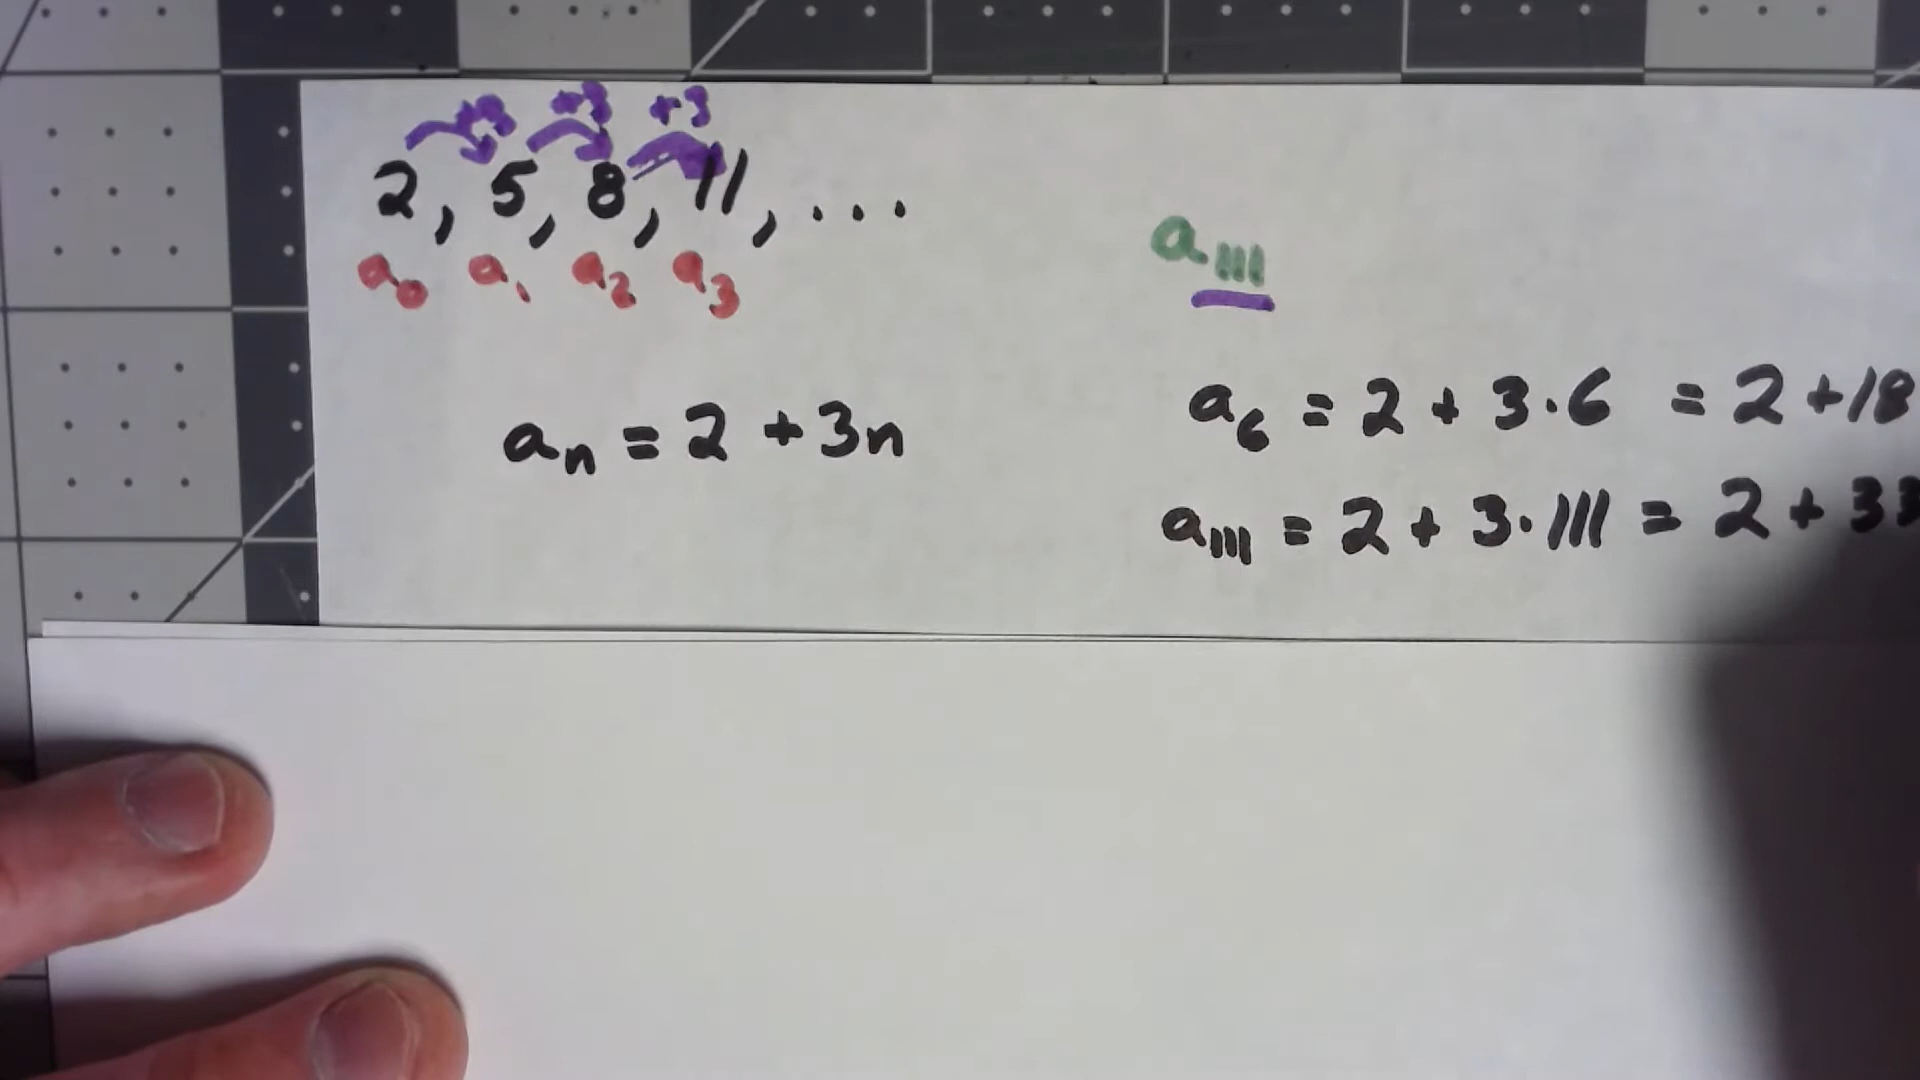 +3 +3 +3
2, 5, 8, 11, ...
a₀ a₁ a₂ a₃
a₁₁₁
aₙ = 2 + 3n
a₆ = 2 + 3·6 = 2 + 18
a₁₁₁ = 2 + 3·111 = 2 + 33